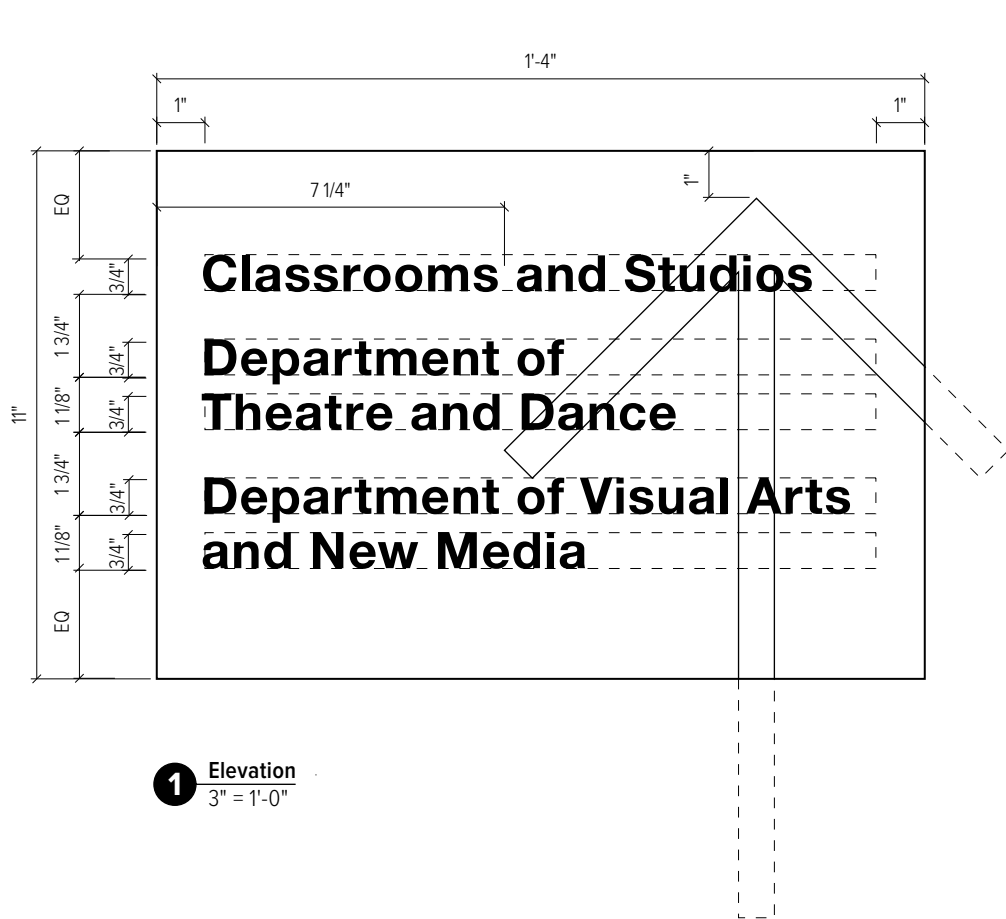 1'-4"
1"
1"
7 1/4"
1"
EQ
3/4"
1 3/4"
3/4"
1 1/8"
3/4"
11"
1 3/4"
3/4"
1 1/8"
3/4"
EQ
Classrooms and Studios
Department of
Theatre and Dance
Department of Visual Arts
and New Media
1
Elevation
3" = 1'-0"